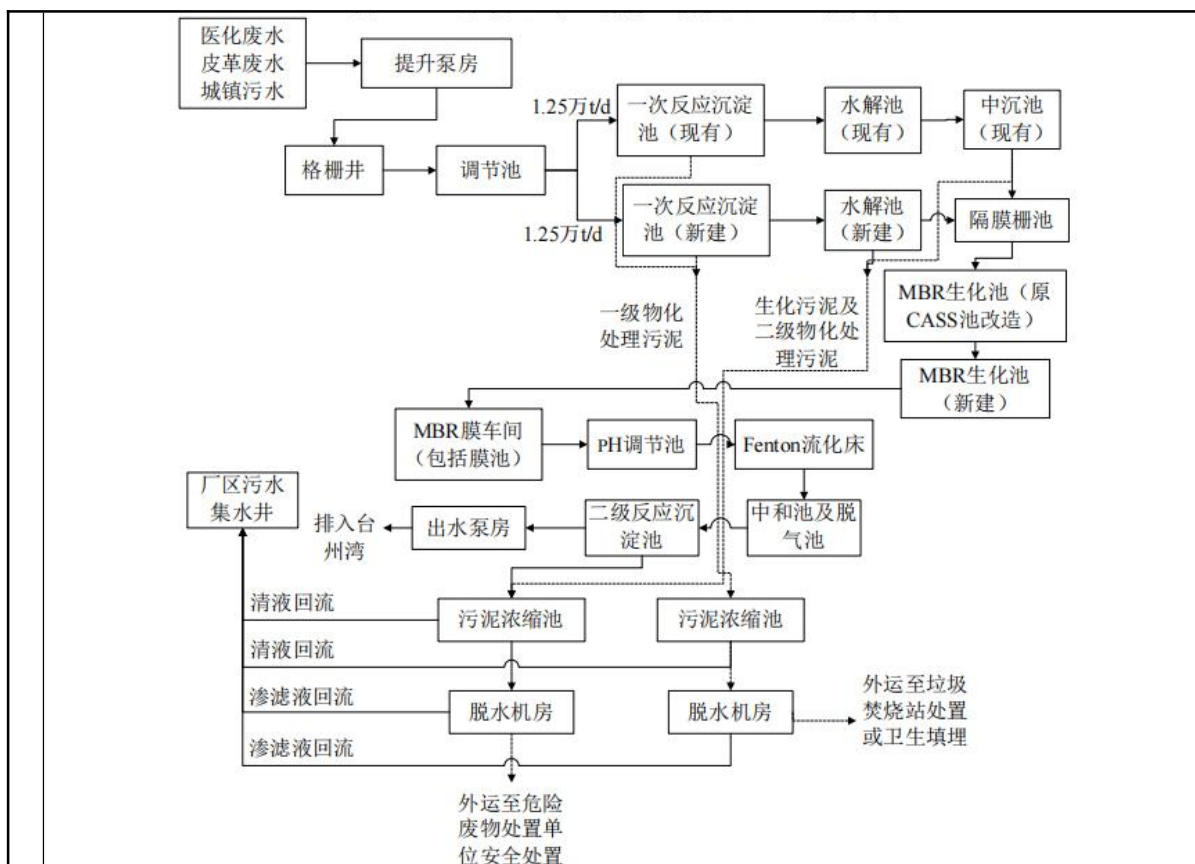 医化废水
皮革废水
城镇污水
提升泵房
格栅井
调节池
1.25万t/d
一次反应沉淀
池（现有）
水解池
（现有）
中沉池
（现有）
1.25万t/d
一次反应沉淀
池（新建）
水解池
（新建）
隔膜栅池
一级物化
处理污泥
生化污泥及
二级物化处
理污泥
MBR生化池（原
CASS池改造）
MBR生化池
（新建）
MBR膜车间
（包括膜池）
PH调节池
Fenton流化床
厂区污水
集水井
排入台
州湾
出水泵房
二级反应沉
淀池
中和池及脱
气池
清液回流
污泥浓缩池
污泥浓缩池
清液回流
渗滤液回流
脱水机房
脱水机房
外运至垃圾
焚烧站处置
或卫生填埋
渗滤液回流
外运至危险
废物处置单
位安全处置